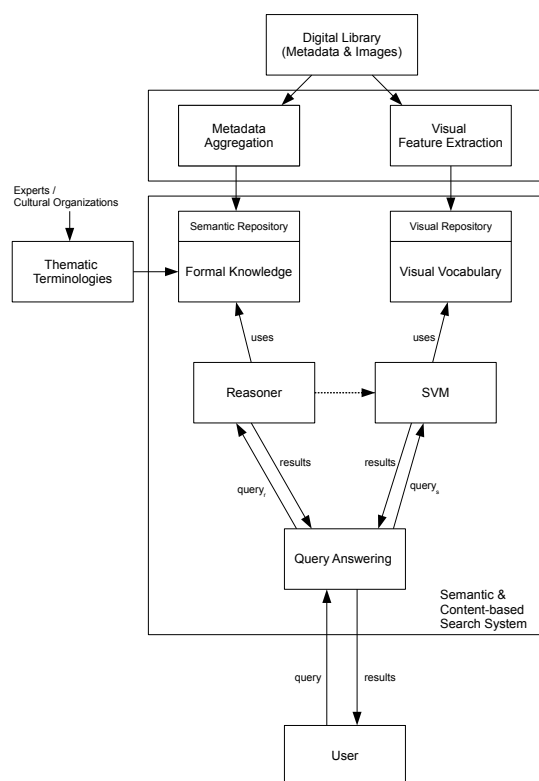 Digital Library
(Metadata & Images)
Metadata
Aggregation
Visual
Feature Extraction
Experts /
Cultural Organizations
Thematic
Terminologies
Semantic Repository
Formal Knowledge
Visual Repository
Visual Vocabulary
uses
uses
Reasoner
SVM
results
results
query_r
query_s
Query Answering
Semantic &
Content-based
Search System
query
results
User